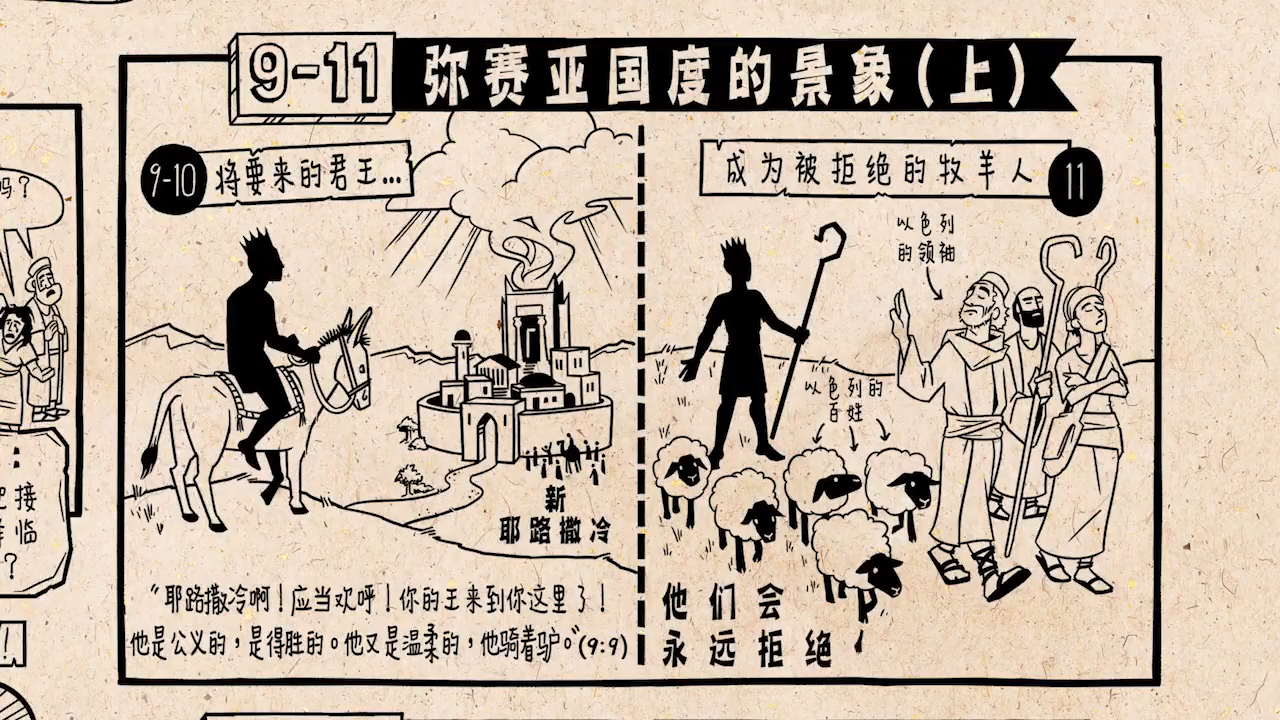 吗？
接
临
？
9-11 弥赛亚国度的景象（上）
9-10 将要来的君王...
新
耶路撒冷
“耶路撒冷啊！应当欢呼！你的王来到你这里了！
他是公义的，是得胜的。他又是温柔的，他骑着驴。”(9:9)
成为被拒绝的牧羊人 11
以色列
的领袖
以色列的
百姓
他们会
永远拒绝